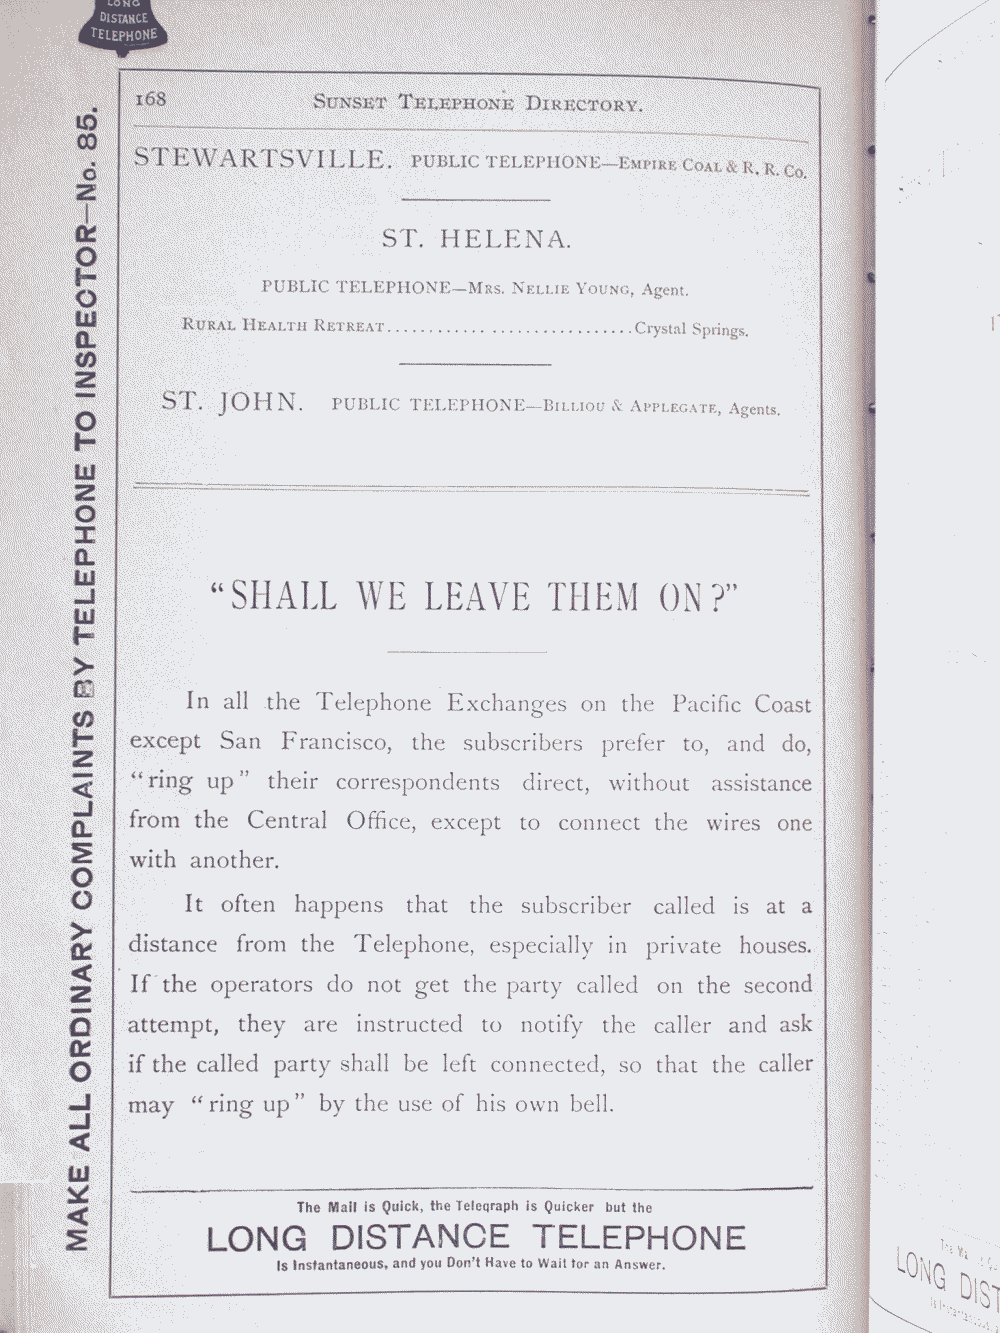 LONG
DISTANCE
TELEPHONE
MAKE ALL ORDINARY COMPLAINTS BY TELEPHONE TO INSPECTOR—No. 85.
168
SUNSET TELEPHONE DIRECTORY.
STEWARTSVILLE. PUBLIC TELEPHONE—EMPIRE COAL & R. R. Co.
ST. HELENA.
PUBLIC TELEPHONE—MRS. NELLIE YOUNG, Agent.
RURAL HEALTH RETREAT..............................Crystal Springs.
ST. JOHN. PUBLIC TELEPHONE—BILLIOU & APPLEGATE, Agents.
“SHALL WE LEAVE THEM ON?”
In all the Telephone Exchanges on the Pacific Coast
except San Francisco, the subscribers prefer to, and do,
“ring up” their correspondents direct, without assistance
from the Central Office, except to connect the wires one
with another.
It often happens that the subscriber called is at a
distance from the Telephone, especially in private houses.
If the operators do not get the party called on the second
attempt, they are instructed to notify the caller and ask
if the called party shall be left connected, so that the caller
may “ring up” by the use of his own bell.
The Mail is Quick, the Telegraph is Quicker but the
LONG DISTANCE TELEPHONE
Is Instantaneous, and you Don't Have to Wait for an Answer.
LONG DIST